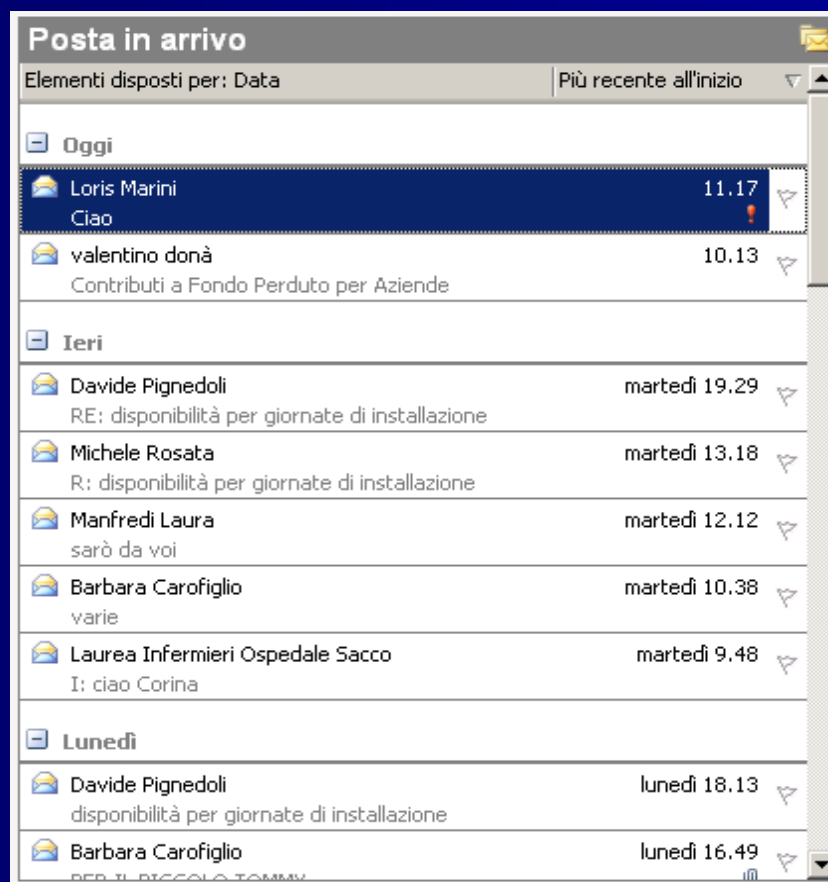 Posta in arrivo
Elementi disposti per: Data Più recente all'inizio
Oggi
Loris Marini 11.17
Ciao
valentino donà 10.13
Contributi a Fondo Perduto per Aziende
Ieri
Davide Pignedoli martedì 19.29
RE: disponibilità per giornate di installazione
Michele Rosata martedì 13.18
R: disponibilità per giornate di installazione
Manfredi Laura martedì 12.12
sarò da voi
Barbara Carofiglio martedì 10.38
varie
Laurea Infermieri Ospedale Sacco martedì 9.48
I: ciao Corina
Lunedì
Davide Pignedoli lunedì 18.13
disponibilità per giornate di installazione
Barbara Carofiglio lunedì 16.49
PER IL PICCOLO TOMMY